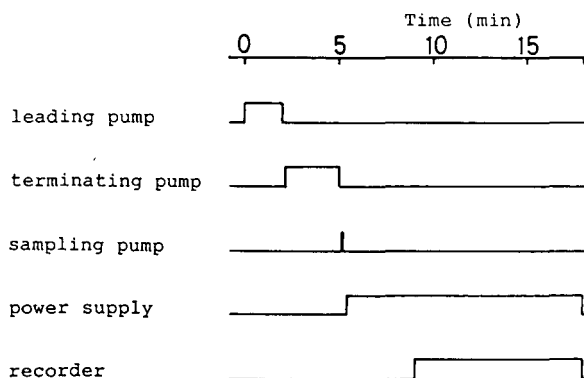 Time (min)
0 5 10 15
leading pump
terminating pump
sampling pump
power supply
recorder